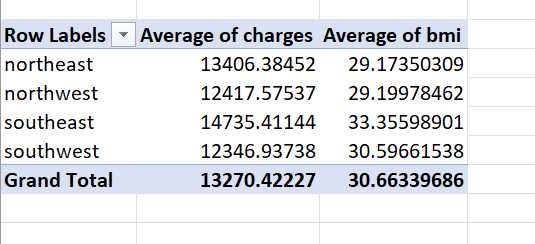 Row Labels Average of charges Average of bmi
northeast 13406.38452 29.17350309
northwest 12417.57537 29.19978462
southeast 14735.41144 33.35598901
southwest 12346.93738 30.59661538
Grand Total 13270.42227 30.66339686